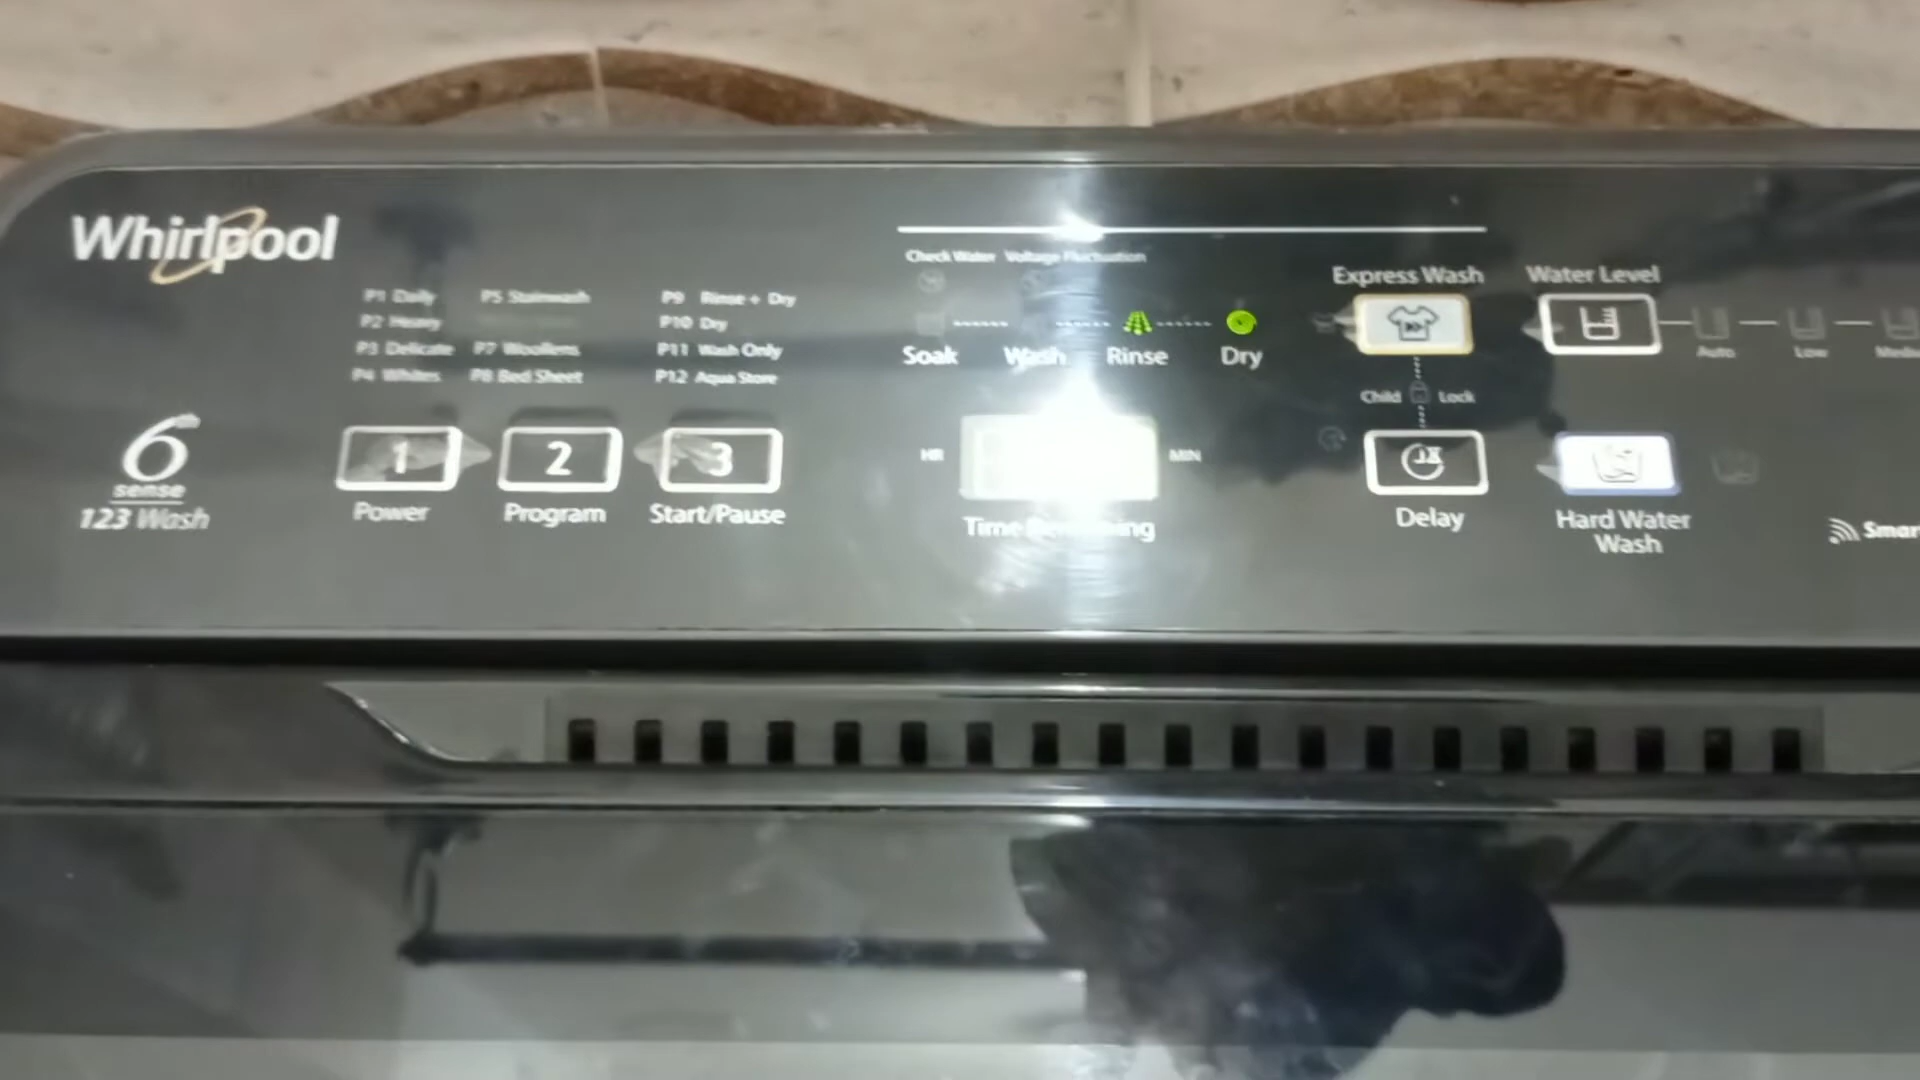 Whirlpool
Check Water Voltage Fluctuation
P1 Daily P5 Stainwash P9 Rinse + Dry
P2 Heavy P10 Dry
P3 Delicate P7 Woollens P11 Wash Only
P4 Whites P8 Bed Sheet P12 Aqua Store
Soak Wash Rinse Dry
Express Wash
Water Level
Auto Low
Child Lock
6
sense
123 Wash
1 2 3
Power Program Start/Pause
HR MIN
Time Remaining
Delay
Hard Water
Wash